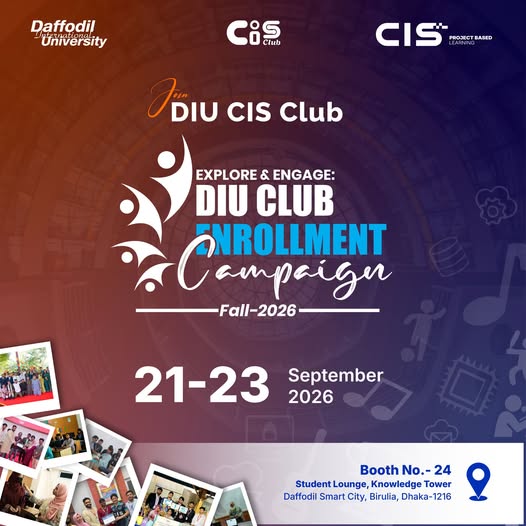 Daffodil
International
University
CIS
Club
CIS
PROJECT BASED
LEARNING
Join
DIU CIS Club
EXPLORE & ENGAGE:
DIU CLUB
ENROLLMENT
Campaign
Fall-2026
21-23
September
2026
Booth No.- 24
Student Lounge, Knowledge Tower
Daffodil Smart City, Birulia, Dhaka-1216